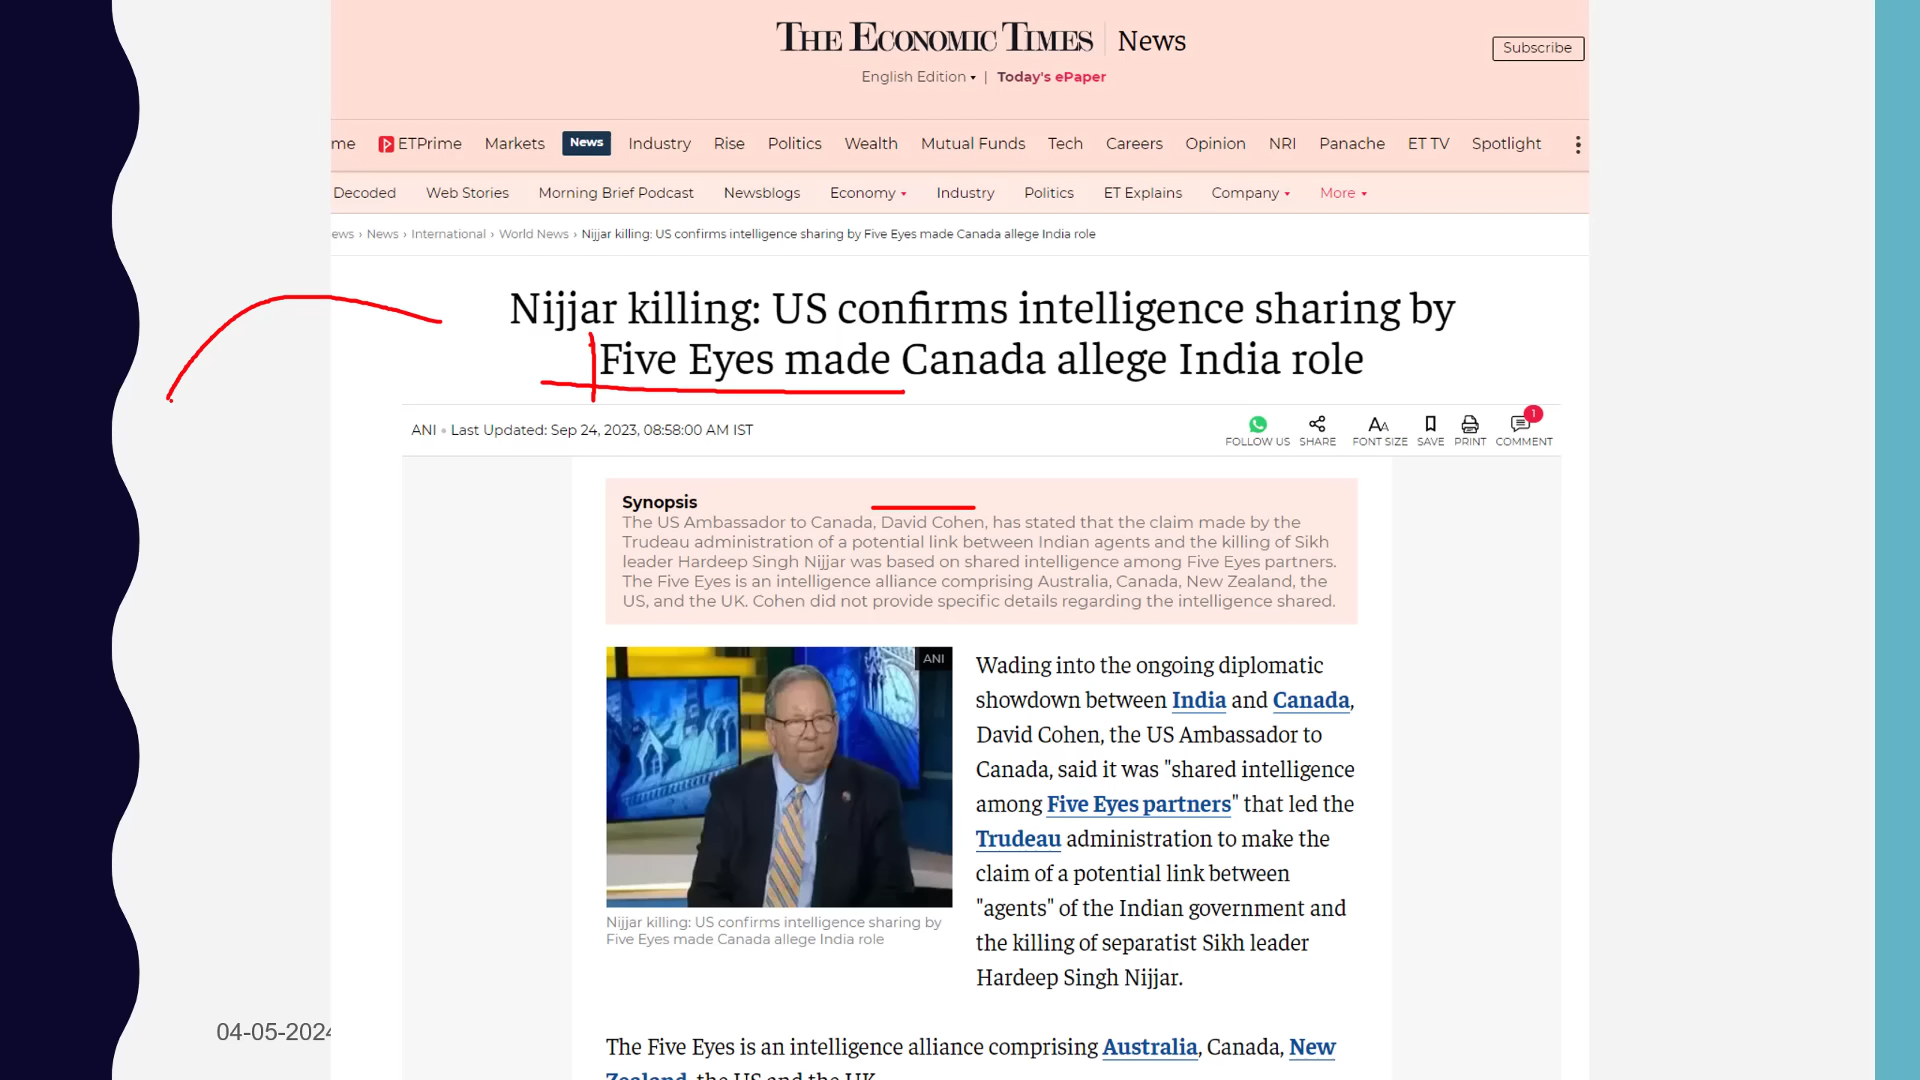 THE ECONOMIC TIMES | News
Subscribe
English Edition | Today's ePaper
me ETPrime Markets News Industry Rise Politics Wealth Mutual Funds Tech Careers Opinion NRI Panache ET TV Spotlight
Decoded Web Stories Morning Brief Podcast Newsblogs Economy Industry Politics ET Explains Company More
ews › News › International › World News › Nijjar killing: US confirms intelligence sharing by Five Eyes made Canada allege India role
Nijjar killing: US confirms intelligence sharing by
Five Eyes made Canada allege India role
ANI • Last Updated: Sep 24, 2023, 08:58:00 AM IST
1
FOLLOW US SHARE FONT SIZE SAVE PRINT COMMENT
Synopsis
The US Ambassador to Canada, David Cohen, has stated that the claim made by the
Trudeau administration of a potential link between Indian agents and the killing of Sikh
leader Hardeep Singh Nijjar was based on shared intelligence among Five Eyes partners.
The Five Eyes is an intelligence alliance comprising Australia, Canada, New Zealand, the
US, and the UK. Cohen did not provide specific details regarding the intelligence shared.
ANI
Nijjar killing: US confirms intelligence sharing by
Five Eyes made Canada allege India role
Wading into the ongoing diplomatic
showdown between India and Canada,
David Cohen, the US Ambassador to
Canada, said it was "shared intelligence
among Five Eyes partners" that led the
Trudeau administration to make the
claim of a potential link between
"agents" of the Indian government and
the killing of separatist Sikh leader
Hardeep Singh Nijjar.
The Five Eyes is an intelligence alliance comprising Australia, Canada, New
Zealand, the US and the UK.
04-05-2024